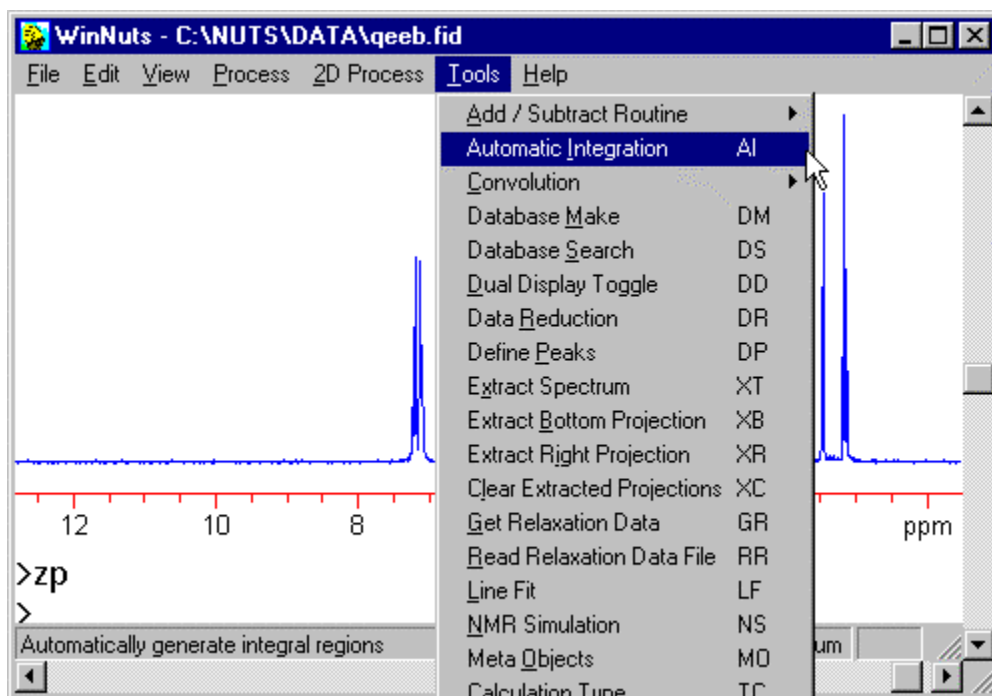 WinNuts - C:\NUTS\DATA\qeeb.fid
File Edit View Process 2D Process Tools Help
Add / Subtract Routine
Automatic Integration AI
Convolution
Database Make DM
Database Search DS
Dual Display Toggle DD
Data Reduction DR
Define Peaks DP
Extract Spectrum XT
Extract Bottom Projection XB
Extract Right Projection XR
Clear Extracted Projections XC
Get Relaxation Data GR
Read Relaxation Data File RR
Line Fit LF
NMR Simulation NS
Meta Objects MO
Calculation Type TC
12 10 8 ppm
>zp
>
Automatically generate integral regions um